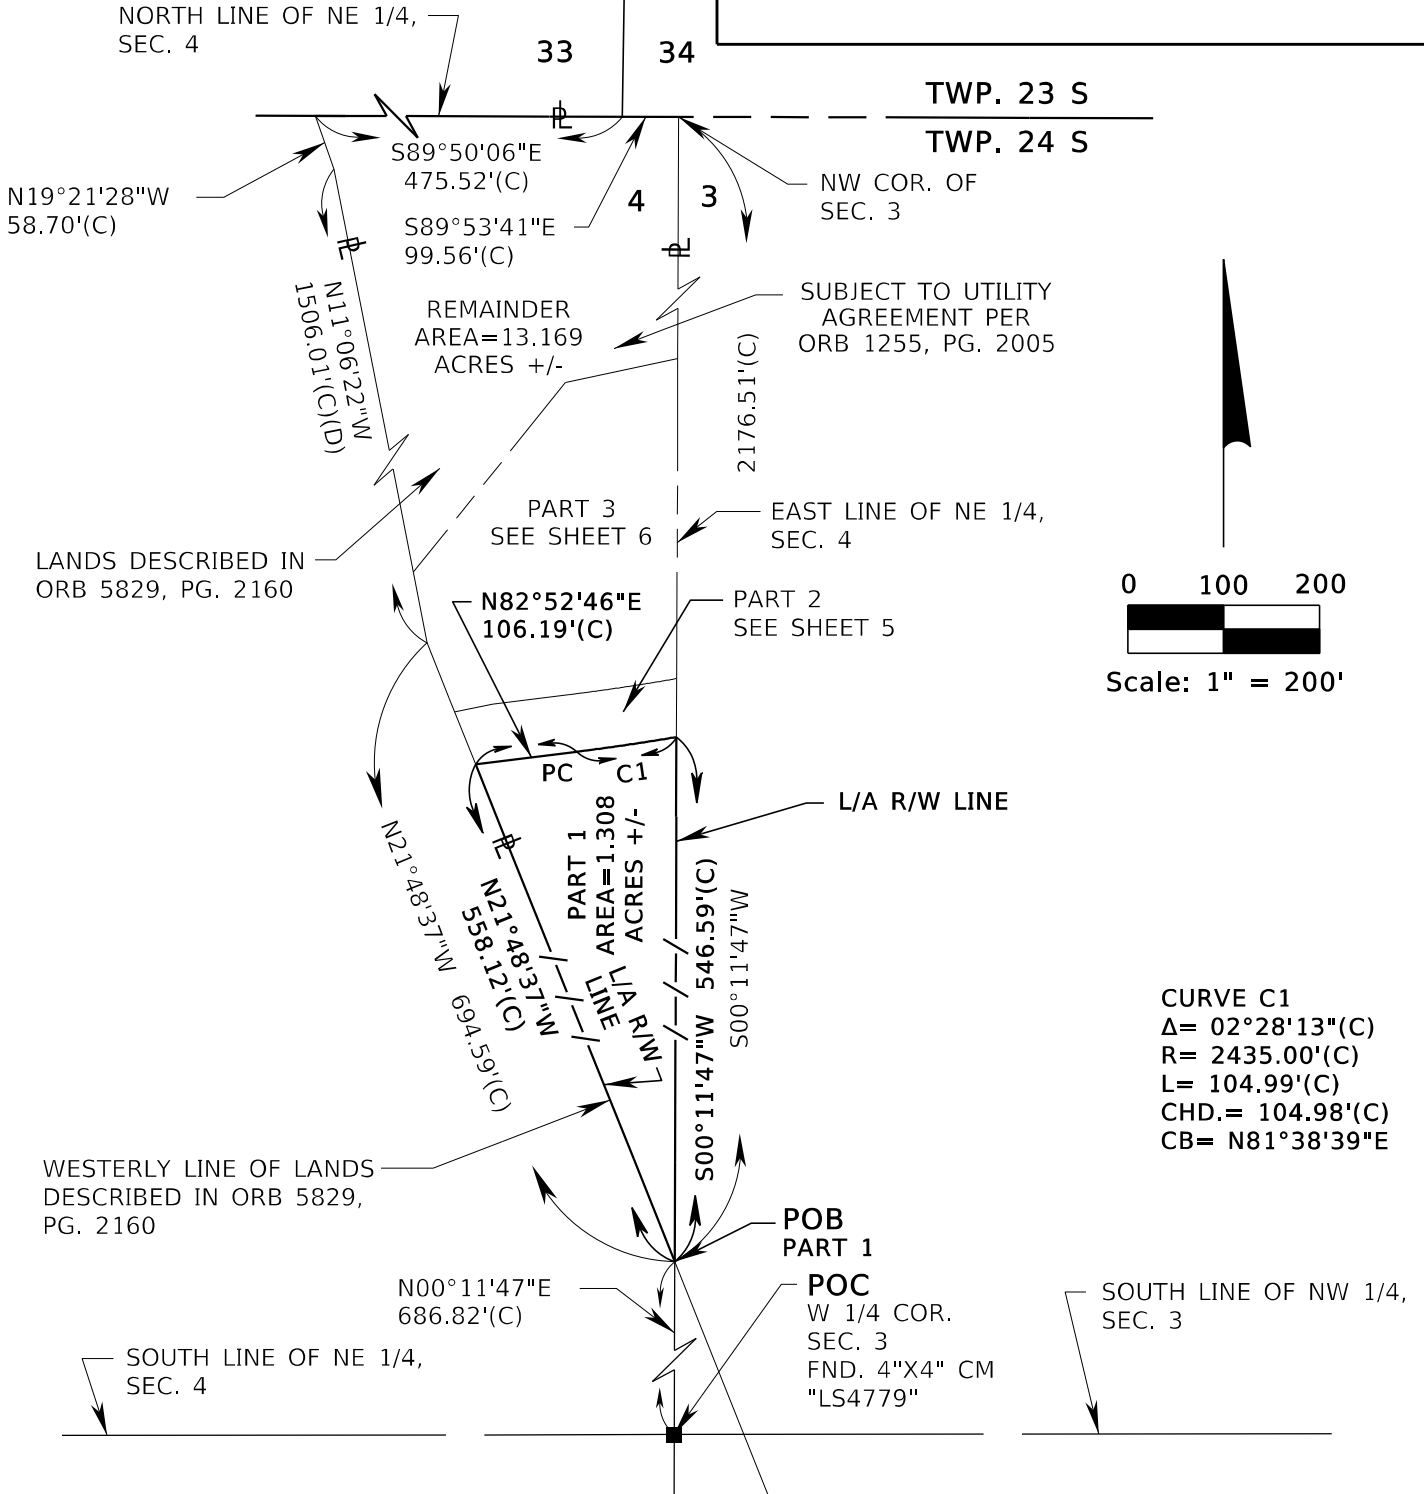 NORTH LINE OF NE 1/4,
SEC. 4
33
34
TWP. 23 S
TWP. 24 S
PL
S89°50'06"E
475.52'(C)
N19°21'28"W
58.70'(C)
4
3
NW COR. OF
SEC. 3
S89°53'41"E
99.56'(C)
PL
PL
N11°06'22"W
1506.01'(C)(D)
REMAINDER
AREA=13.169
ACRES +/-
SUBJECT TO UTILITY
AGREEMENT PER
ORB 1255, PG. 2005
2176.51'(C)
PART 3
SEE SHEET 6
EAST LINE OF NE 1/4,
SEC. 4
LANDS DESCRIBED IN
ORB 5829, PG. 2160
N82°52'46"E
106.19'(C)
PART 2
SEE SHEET 5
0 100 200
Scale: 1" = 200'
PC
C1
L/A R/W LINE
PL
PART 1
AREA=1.308
ACRES +/-
N21°48'37"W 694.59'(C)
N21°48'37"W
558.12'(C)
L/A R/W
LINE
S00°11'47"W 546.59'(C)
S00°11'47"W
CURVE C1
Δ= 02°28'13"(C)
R= 2435.00'(C)
L= 104.99'(C)
CHD.= 104.98'(C)
CB= N81°38'39"E
WESTERLY LINE OF LANDS
DESCRIBED IN ORB 5829,
PG. 2160
POB
PART 1
N00°11'47"E
686.82'(C)
POC
W 1/4 COR.
SEC. 3
FND. 4"X4" CM
"LS4779"
SOUTH LINE OF NW 1/4,
SEC. 3
SOUTH LINE OF NE 1/4,
SEC. 4